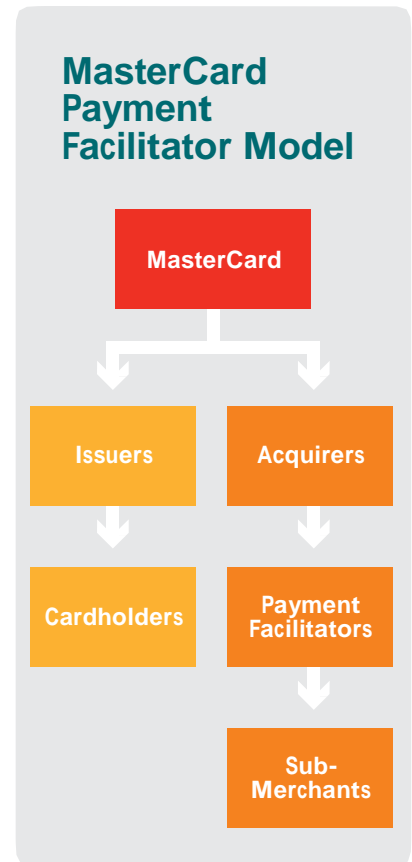 MasterCard
Payment
Facilitator Model
MasterCard
Issuers
Acquirers
Cardholders
Payment
Facilitators
Sub-
Merchants